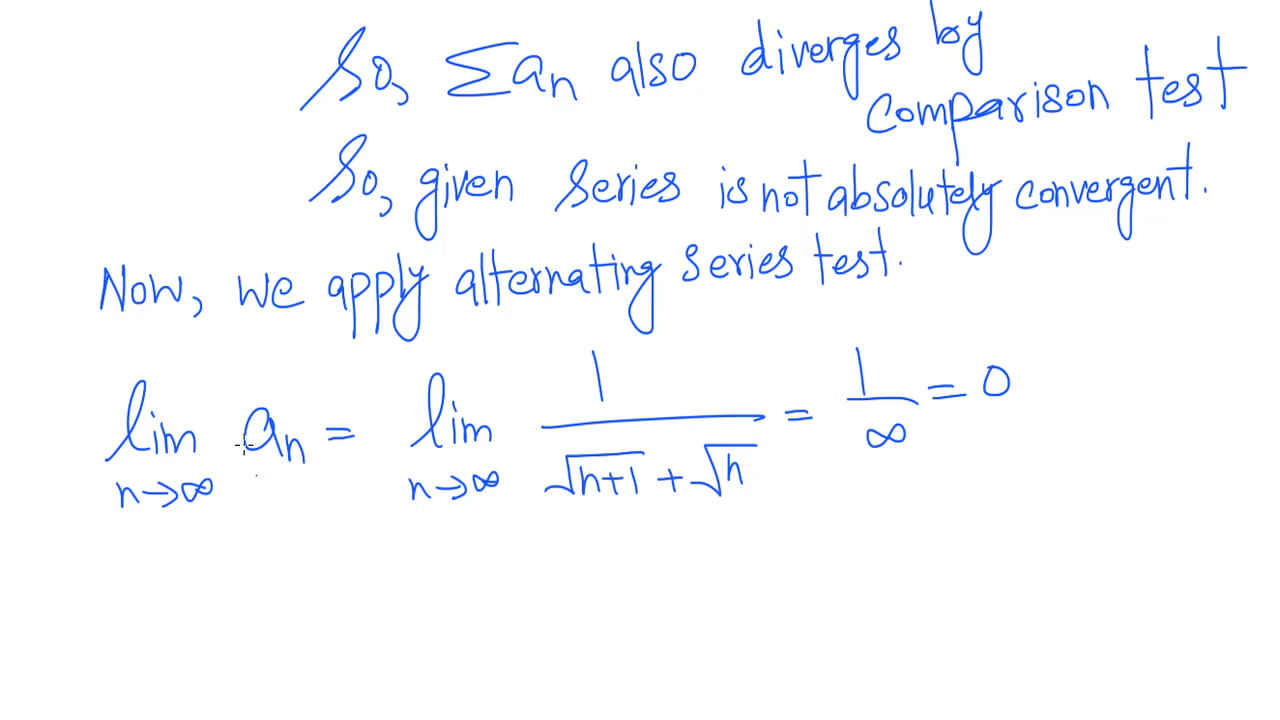 So, Σan also diverges by
comparison test
So, given series is not absolutely convergent.
Now, we apply alternating series test.
lim n→∞ an = lim n→∞ 1/(√(n+1) + √n) = 1/∞ = 0